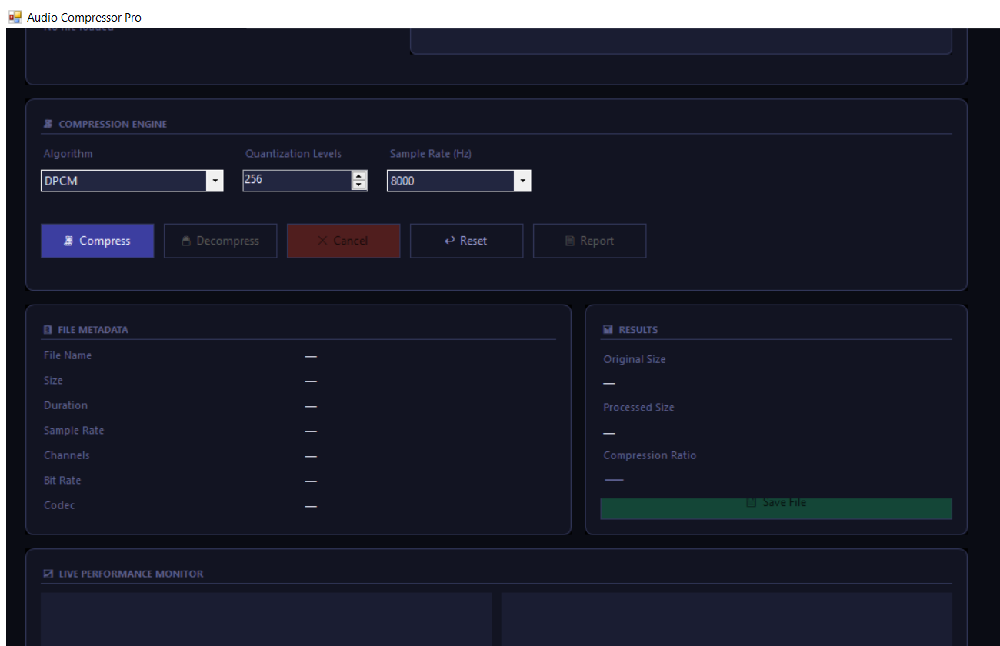 Audio Compressor Pro
No file loaded
COMPRESSION ENGINE
Algorithm Quantization Levels Sample Rate (Hz)
DPCM 256 8000
Compress Decompress Cancel Reset Report
FILE METADATA
File Name —
Size —
Duration —
Sample Rate —
Channels —
Bit Rate —
Codec —
RESULTS
Original Size
—
Processed Size
—
Compression Ratio
—
Save File
LIVE PERFORMANCE MONITOR